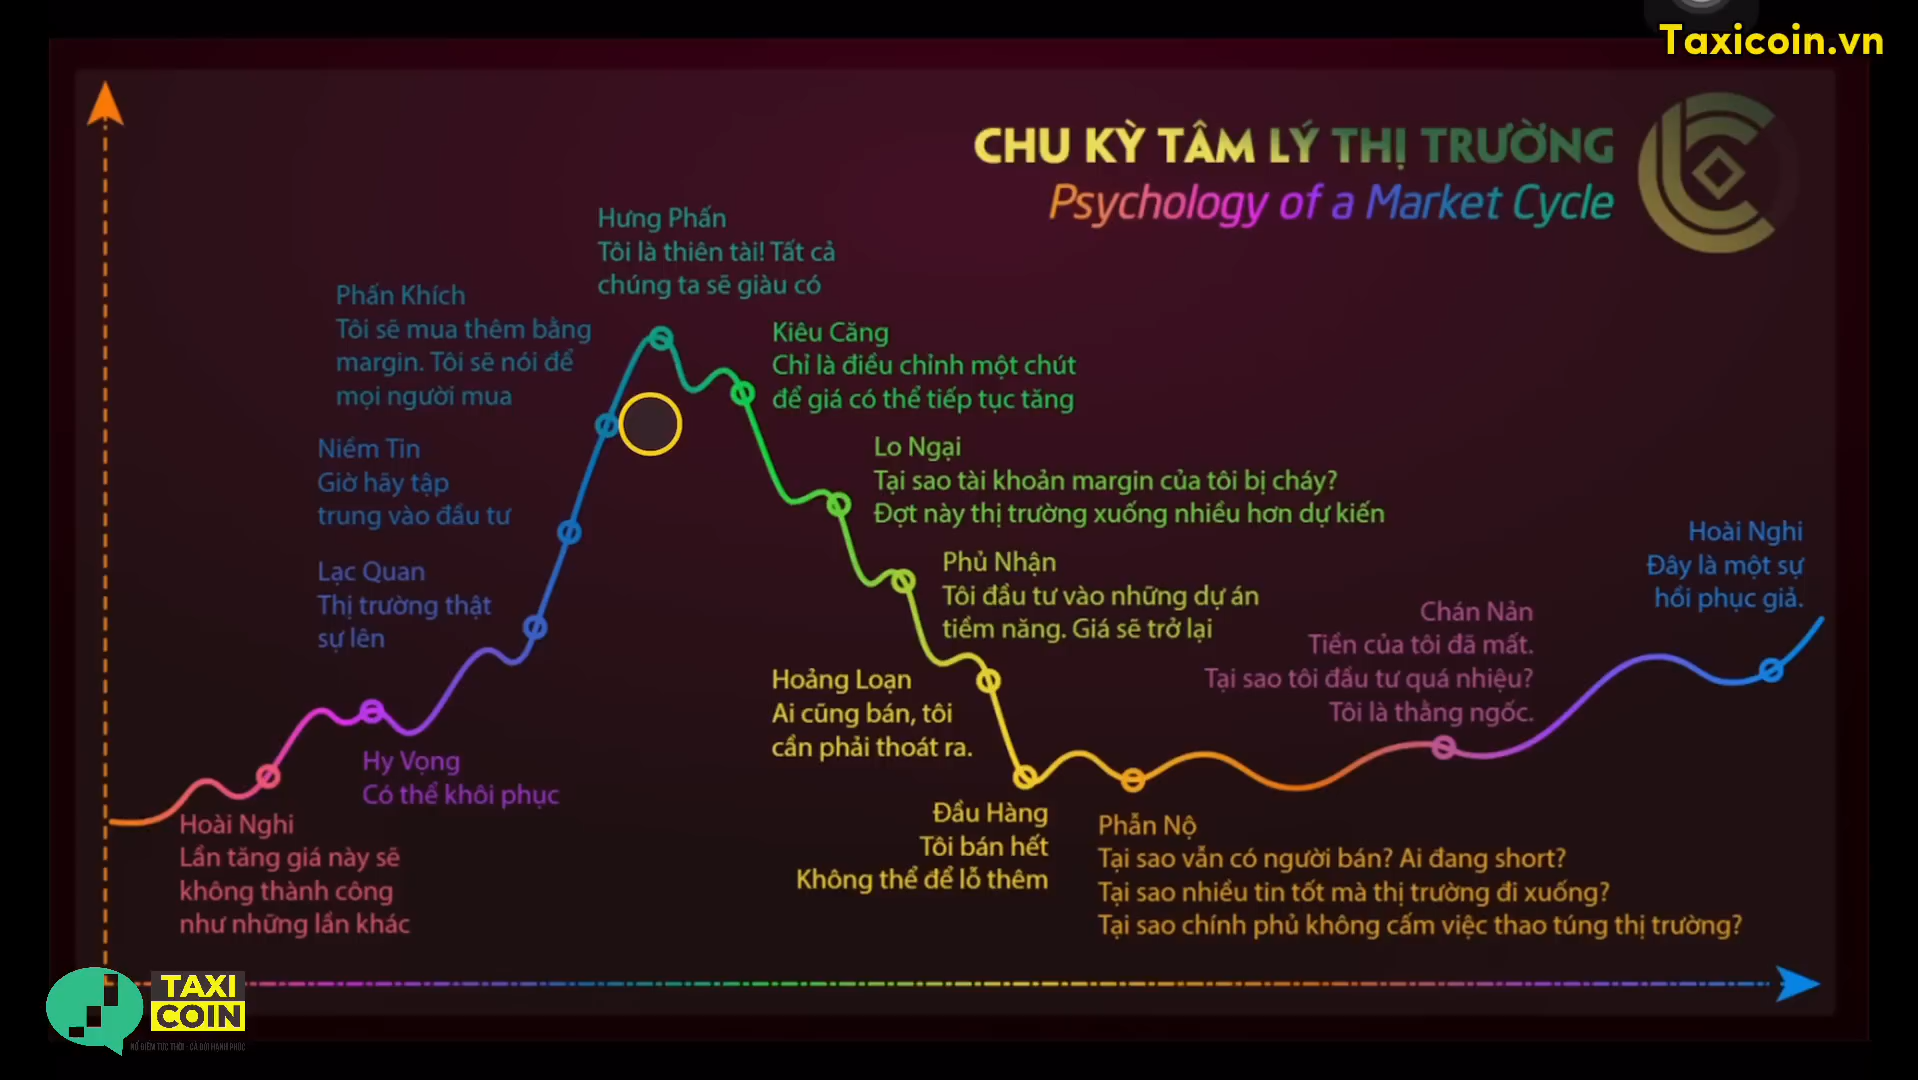 Taxicoin.vn
CHU KỲ TÂM LÝ THỊ TRƯỜNG
Psychology of a Market Cycle
Hưng Phấn
Tôi là thiên tài! Tất cả
chúng ta sẽ giàu có
Phấn Khích
Tôi sẽ mua thêm bằng
margin. Tôi sẽ nói để
mọi người mua
Kiêu Căng
Chỉ là điều chỉnh một chút
để giá có thể tiếp tục tăng
Niềm Tin
Giờ hãy tập
trung vào đầu tư
Lo Ngại
Tại sao tài khoản margin của tôi bị cháy?
Đợt này thị trường xuống nhiều hơn dự kiến
Lạc Quan
Thị trường thật
sự lên
Phủ Nhận
Tôi đầu tư vào những dự án
tiềm năng. Giá sẽ trở lại
Hoài Nghi
Đây là một sự
hồi phục giả.
Chán Nản
Tiền của tôi đã mất.
Tại sao tôi đầu tư quá nhiệu?
Tôi là thằng ngốc.
Hoảng Loạn
Ai cũng bán, tôi
cần phải thoát ra.
Hy Vọng
Có thể khôi phục
Hoài Nghi
Lần tăng giá này sẽ
không thành công
như những lần khác
Đầu Hàng
Tôi bán hết
Không thể để lỗ thêm
Phẫn Nộ
Tại sao vẫn có người bán? Ai đang short?
Tại sao nhiều tin tốt mà thị trường đi xuống?
Tại sao chính phủ không cấm việc thao túng thị trường?
TAXI
COIN